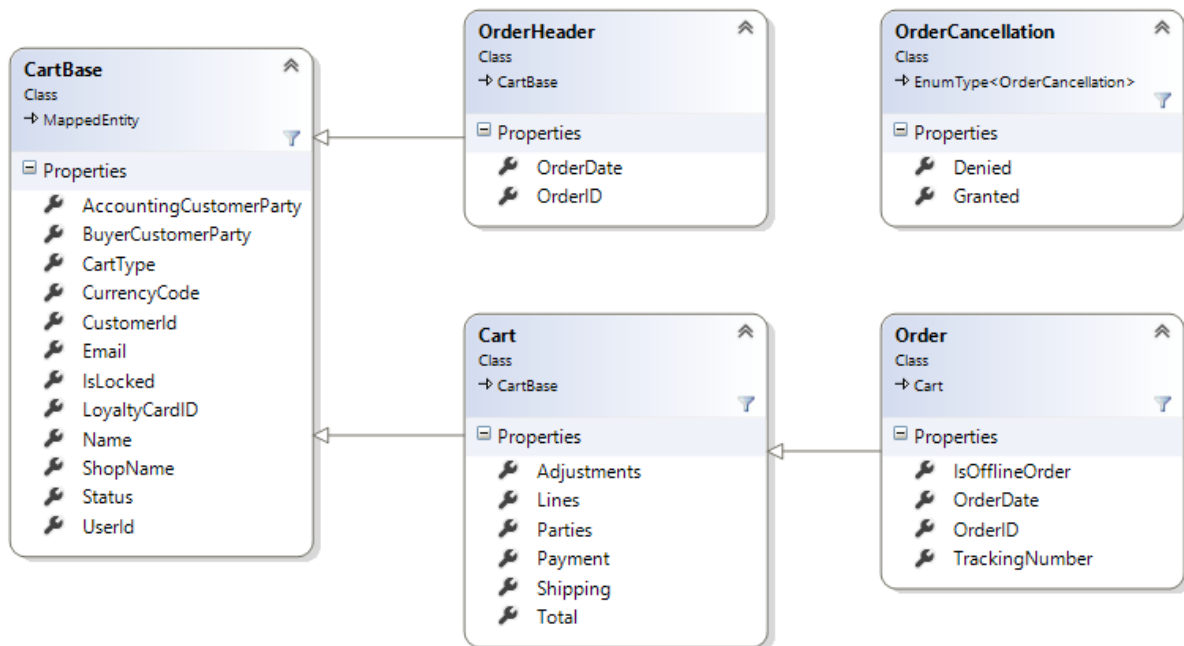 CartBase
Class
MappedEntity
Properties
AccountingCustomerParty
BuyerCustomerParty
CartType
CurrencyCode
CustomerId
Email
IsLocked
LoyaltyCardID
Name
ShopName
Status
UserId
OrderHeader
Class
CartBase
Properties
OrderDate
OrderID
OrderCancellation
Class
EnumType<OrderCancellation>
Properties
Denied
Granted
Cart
Class
CartBase
Properties
Adjustments
Lines
Parties
Payment
Shipping
Total
Order
Class
Cart
Properties
IsOfflineOrder
OrderDate
OrderID
TrackingNumber